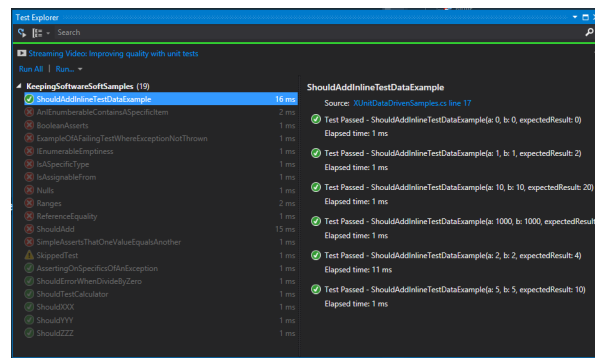 Test Explorer
Search
Streaming Video: Improving quality with unit tests
Run All | Run...
KeepingSoftwareSoftSamples (19)
ShouldAddInlineTestDataExample 16 ms
AnIEnumberableContainsASpecificItem 2 ms
BooleanAsserts 1 ms
ExampleOfAFailingTestWhereExceptionNotThrown 1 ms
IEnumerableEmptiness 1 ms
IsASpecificType 1 ms
IsAssignableFrom 1 ms
Nulls 1 ms
Ranges 2 ms
ReferenceEquality 1 ms
ShouldAdd 15 ms
SimpleAssertsThatOneValueEqualsAnother 1 ms
SkippedTest 1 ms
AssertingOnSpecificsOfAnException 1 ms
ShouldErrorWhenDivideByZero 1 ms
ShouldTestCalculator 1 ms
ShouldXXX 1 ms
ShouldYYY 1 ms
ShouldZZZ 1 ms
ShouldAddInlineTestDataExample
Source: XUnitDataDrivenSamples.cs line 17
Test Passed - ShouldAddInlineTestDataExample(a: 0, b: 0, expectedResult: 0)
Elapsed time: 1 ms
Test Passed - ShouldAddInlineTestDataExample(a: 1, b: 1, expectedResult: 2)
Elapsed time: 1 ms
Test Passed - ShouldAddInlineTestDataExample(a: 10, b: 10, expectedResult: 20)
Elapsed time: 1 ms
Test Passed - ShouldAddInlineTestDataExample(a: 1000, b: 1000, expectedResult
Elapsed time: 1 ms
Test Passed - ShouldAddInlineTestDataExample(a: 2, b: 2, expectedResult: 4)
Elapsed time: 11 ms
Test Passed - ShouldAddInlineTestDataExample(a: 5, b: 5, expectedResult: 10)
Elapsed time: 1 ms